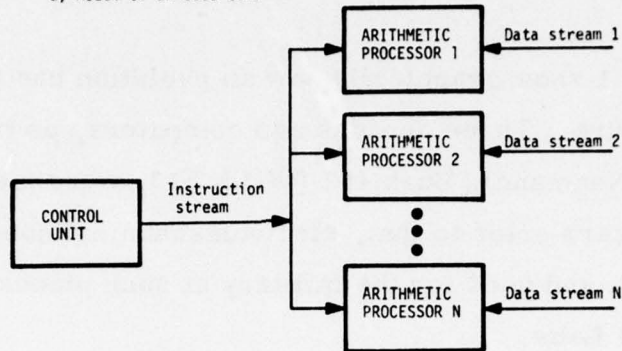 ARITHMETIC
PROCESSOR 1
Data stream 1
ARITHMETIC
PROCESSOR 2
Data stream 2
Instruction
stream
CONTROL
UNIT
ARITHMETIC
PROCESSOR N
Data stream N